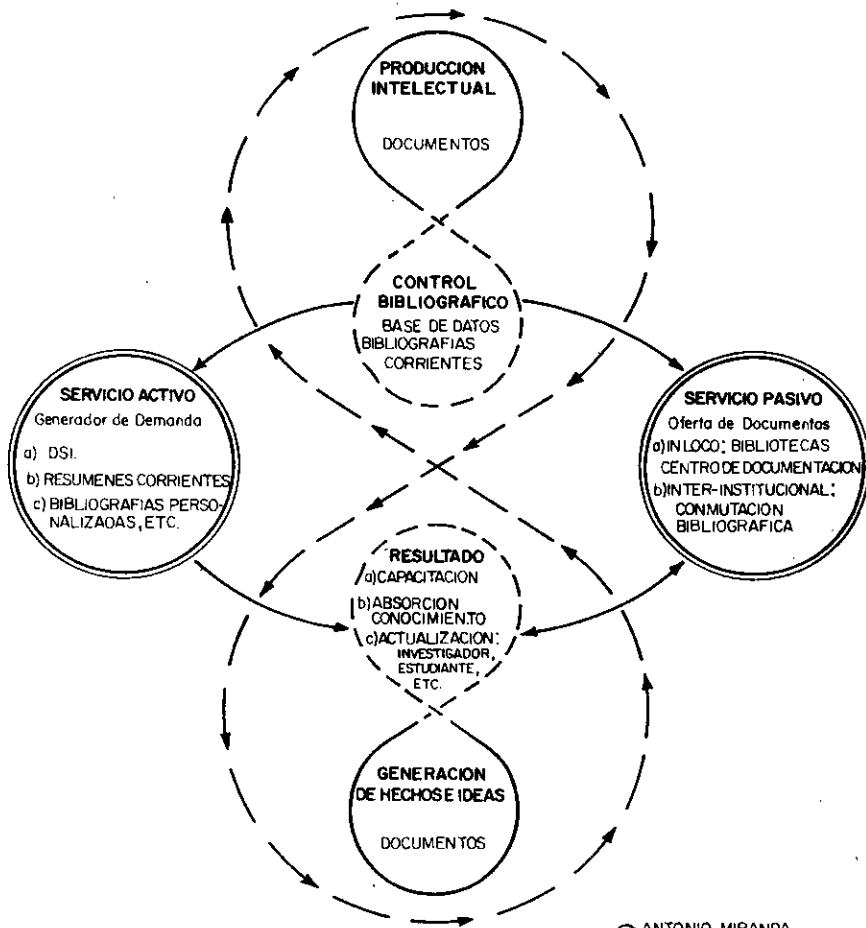 PRODUCCION
INTELECTUAL
DOCUMENTOS
CONTROL
BIBLIOGRAFICO
BASE DE DATOS
BIBLIOGRAFIAS
CORRIENTES
SERVICIO ACTIVO
Generador de Demanda
a) DSI.
b) RESUMENES CORRIENTES
c) BIBLIOGRAFIAS PERSO-
NALIZADAS, ETC.
SERVICIO PASIVO
Oferta de Documentos
a) IN LOCO: BIBLIOTECAS
CENTRO DE DOCUMENTACION
b) INTER-INSTITUCIONAL:
CONMUTACION
BIBLIOGRAFICA
RESULTADO
a) CAPACITACION
b) ABSORCION
CONOCIMIENTO
c) ACTUALIZACION:
INVESTIGADOR,
ESTUDIANTE,
ETC.
GENERACION
DE HECHOS E IDEAS
DOCUMENTOS
© ANTONIO MIRANDA